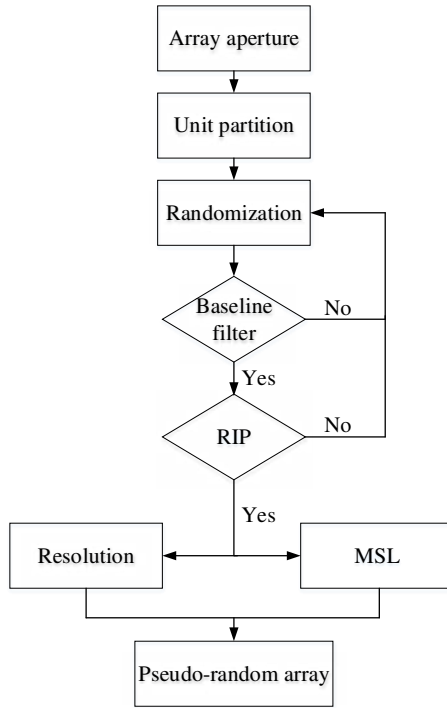 Array aperture
Unit partition
Randomization
Baseline
filter
No
Yes
RIP
No
Yes
Resolution
MSL
Pseudo-random array